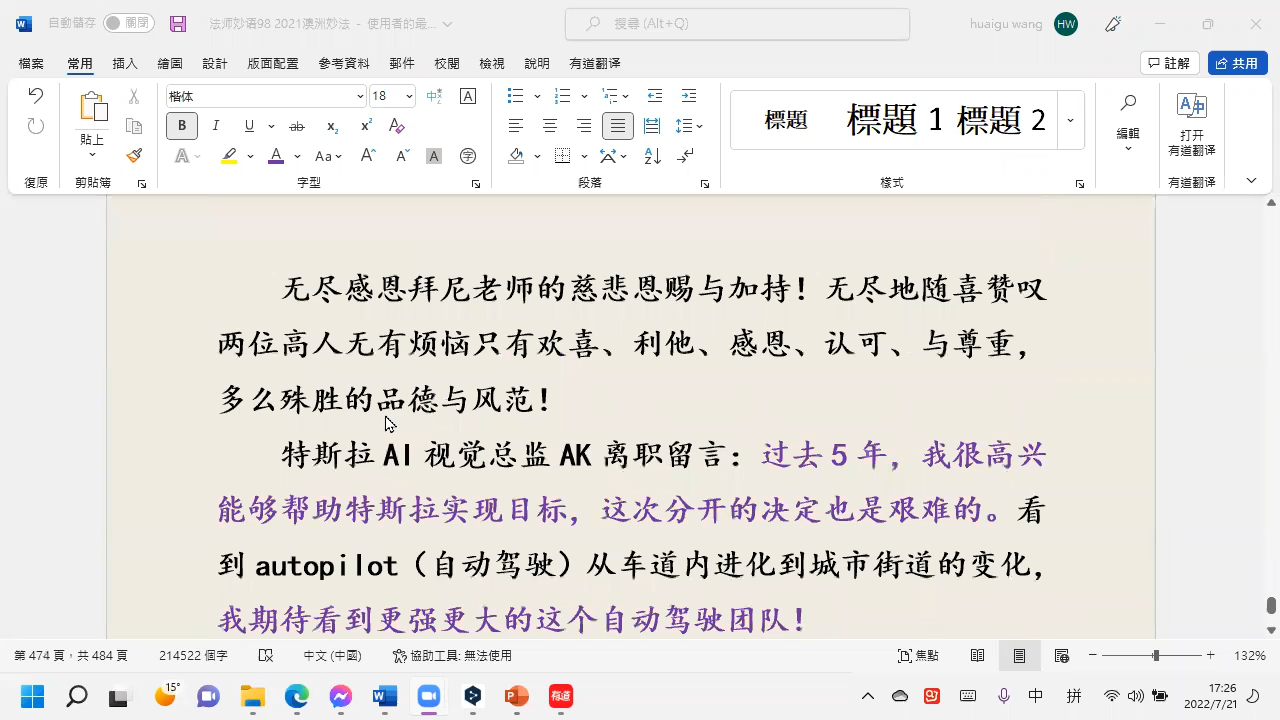 自動儲存 關閉 法师妙语98 2021澳洲妙法 - 使用者的最... 搜尋 (Alt+Q) huaigu wang HW
檔案 常用 插入 繪圖 設計 版面配置 參考資料 郵件 校閱 檢視 說明 有道翻译 註解 共用
楷体 18
標題 標題 1 標題 2
貼上 編輯 打开
有道翻译
復原 剪貼簿 字型 段落 樣式 有道翻译
无尽感恩拜尼老师的慈悲恩赐与加持！无尽地随喜赞叹
两位高人无有烦恼只有欢喜、利他、感恩、认可、与尊重，
多么殊胜的品德与风范！
特斯拉 AI 视觉总监 AK 离职留言：过去 5 年，我很高兴
能够帮助特斯拉实现目标，这次分开的决定也是艰难的。看
到 autopilot（自动驾驶）从车道内进化到城市街道的变化，
我期待看到更强更大的这个自动驾驶团队！
第 474 頁，共 484 頁 214522 個字 中文 (中國) 協助工具: 無法使用 焦點 132%
15° 有道 中 拼 17:26
2022/7/21